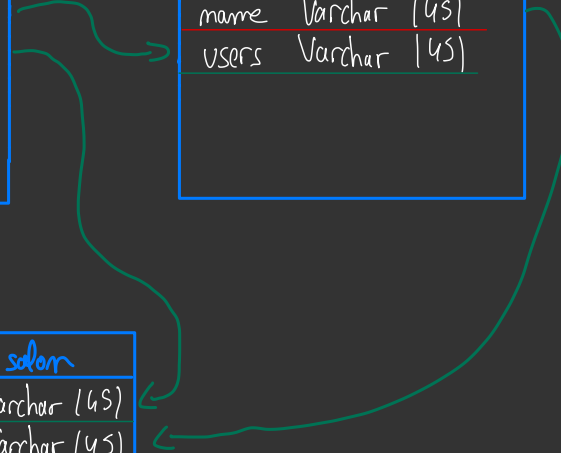 name Varchar (45)
users Varchar (45)
salon
archar (45)
archar (45)